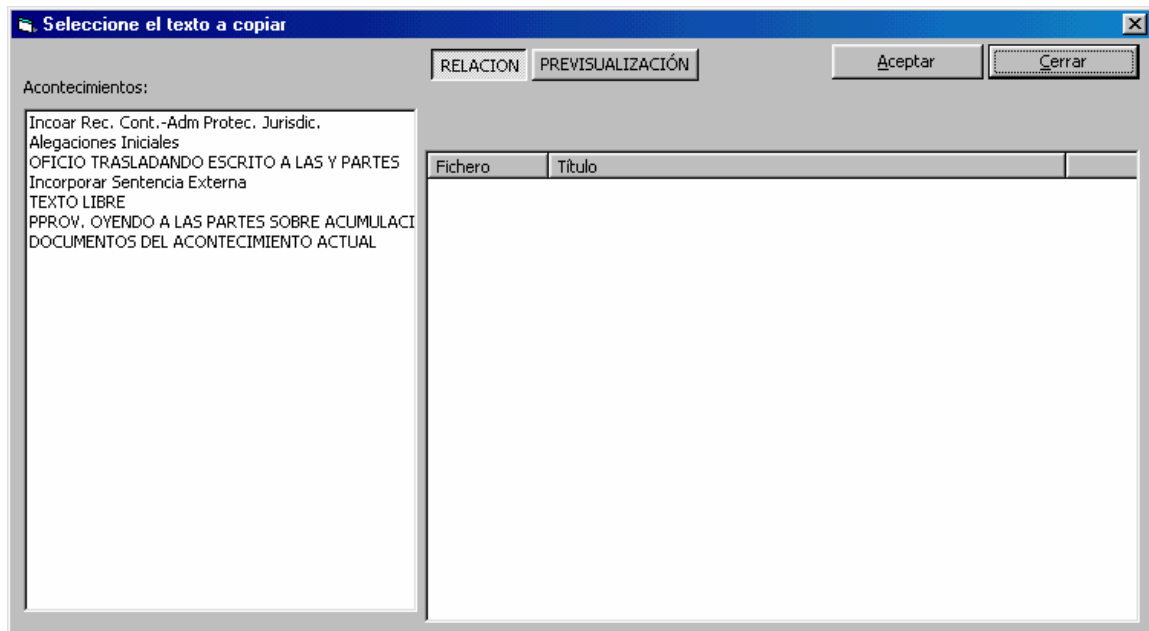 Seleccione el texto a copiar
RELACION PREVISUALIZACIÓN Aceptar Cerrar
Acontecimientos:
Incoar Rec. Cont.-Adm Protec. Jurisdic.
Alegaciones Iniciales
OFICIO TRASLADANDO ESCRITO A LAS Y PARTES
Incorporar Sentencia Externa
TEXTO LIBRE
PPROV. OYENDO A LAS PARTES SOBRE ACUMULACI
DOCUMENTOS DEL ACONTECIMIENTO ACTUAL
Fichero Título